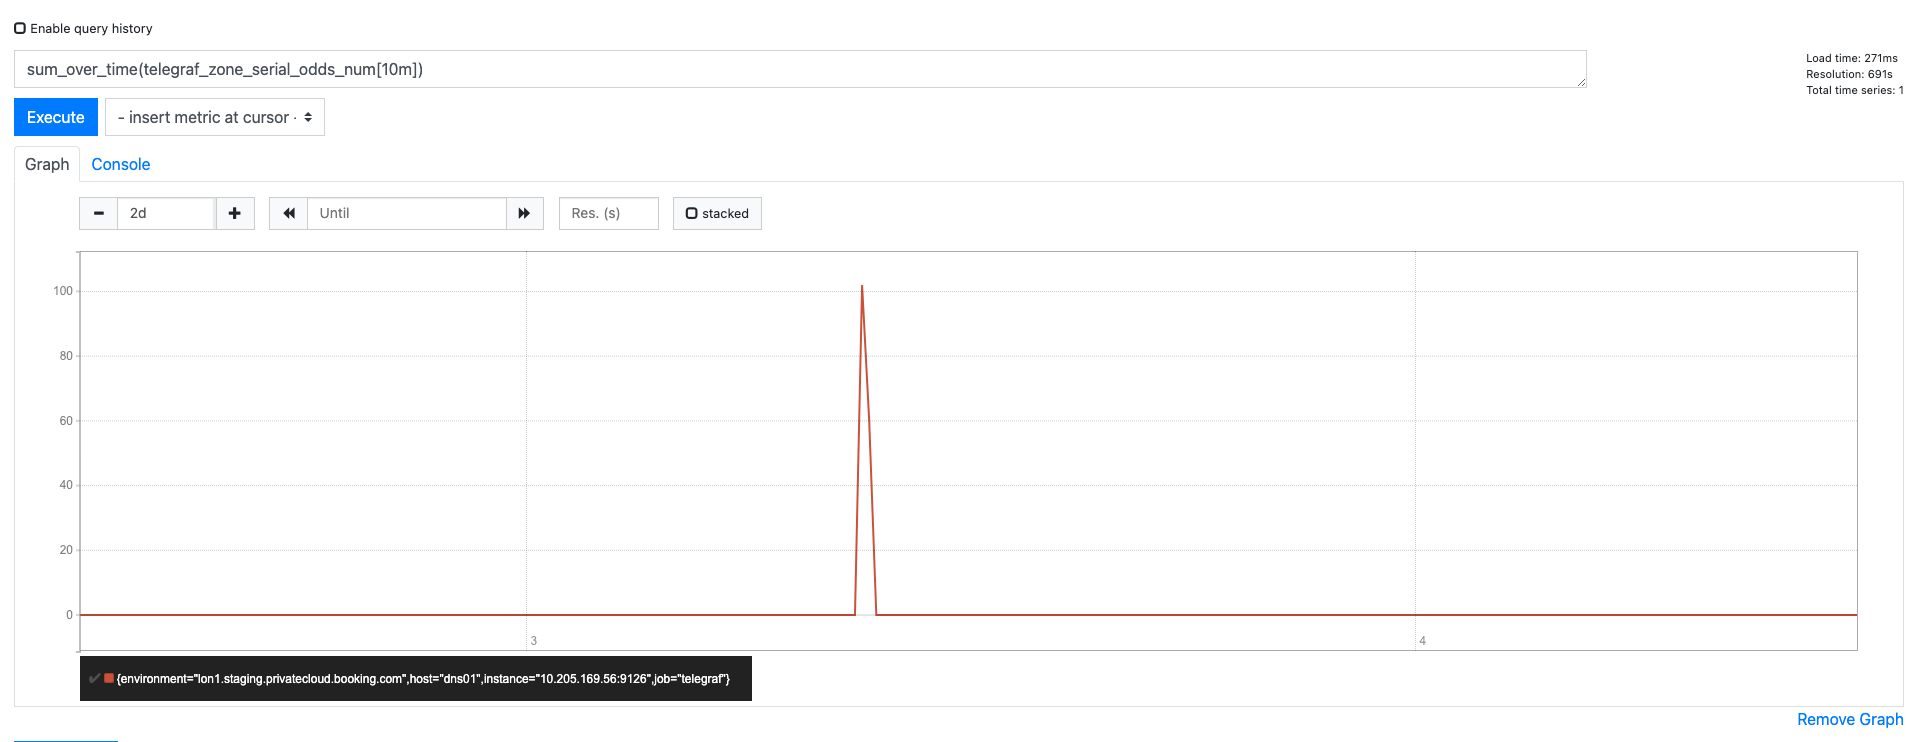 Enable query history
sum_over_time(telegraf_zone_serial_odds_num[10m])
Load time: 271ms
Resolution: 691s
Total time series: 1
Execute
- insert metric at cursor -
Graph
Console
2d
Until
Res. (s)
stacked
100
80
60
40
20
0
3
4
{environment="lon1.staging.privatecloud.booking.com",host="dns01",instance="10.205.169.56:9126",job="telegraf"}
Remove Graph